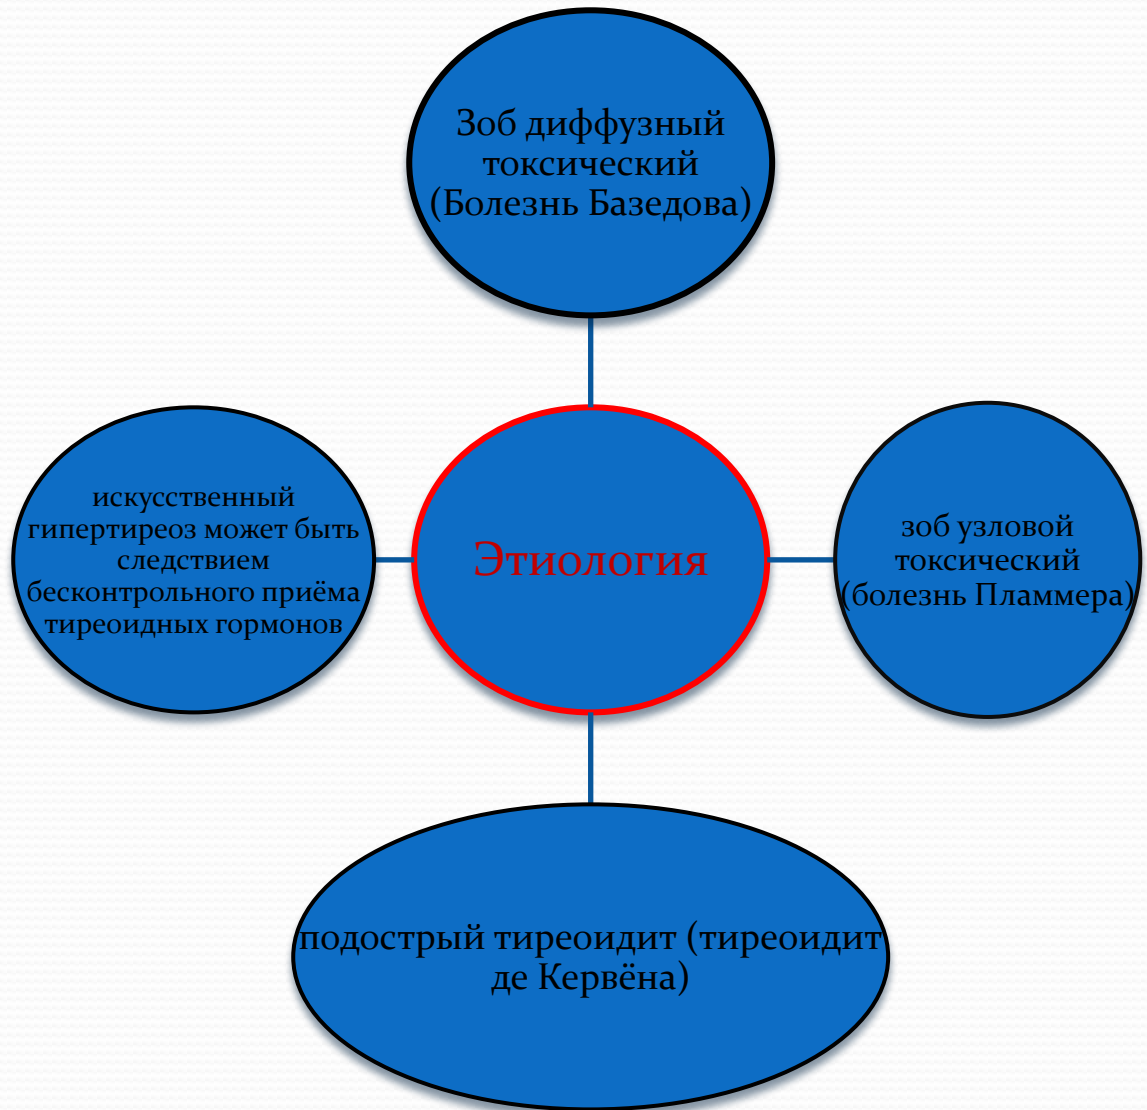 Зоб диффузный
токсический
(Болезнь Базедова)
искусственный
гипертиреоз может быть
следствием
бесконтрольного приёма
тиреоидных гормонов
Этиология
зоб узловой
токсический
(болезнь Пламмера)
подострый тиреоидит (тиреоидит
де Кервёна)